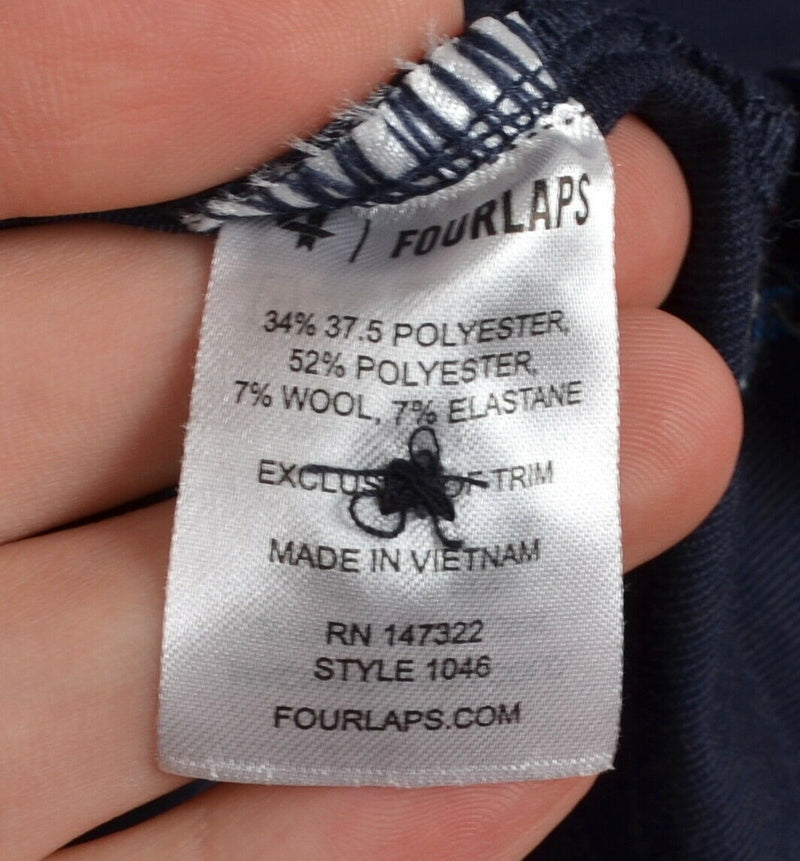 FOURLAPS
34% 37.5 POLYESTER,
52% POLYESTER,
7% WOOL, 7% ELASTANE
OF TRIM
MADE IN VIETNAM
RN 147322
STYLE 1046
FOURLAPS.COM